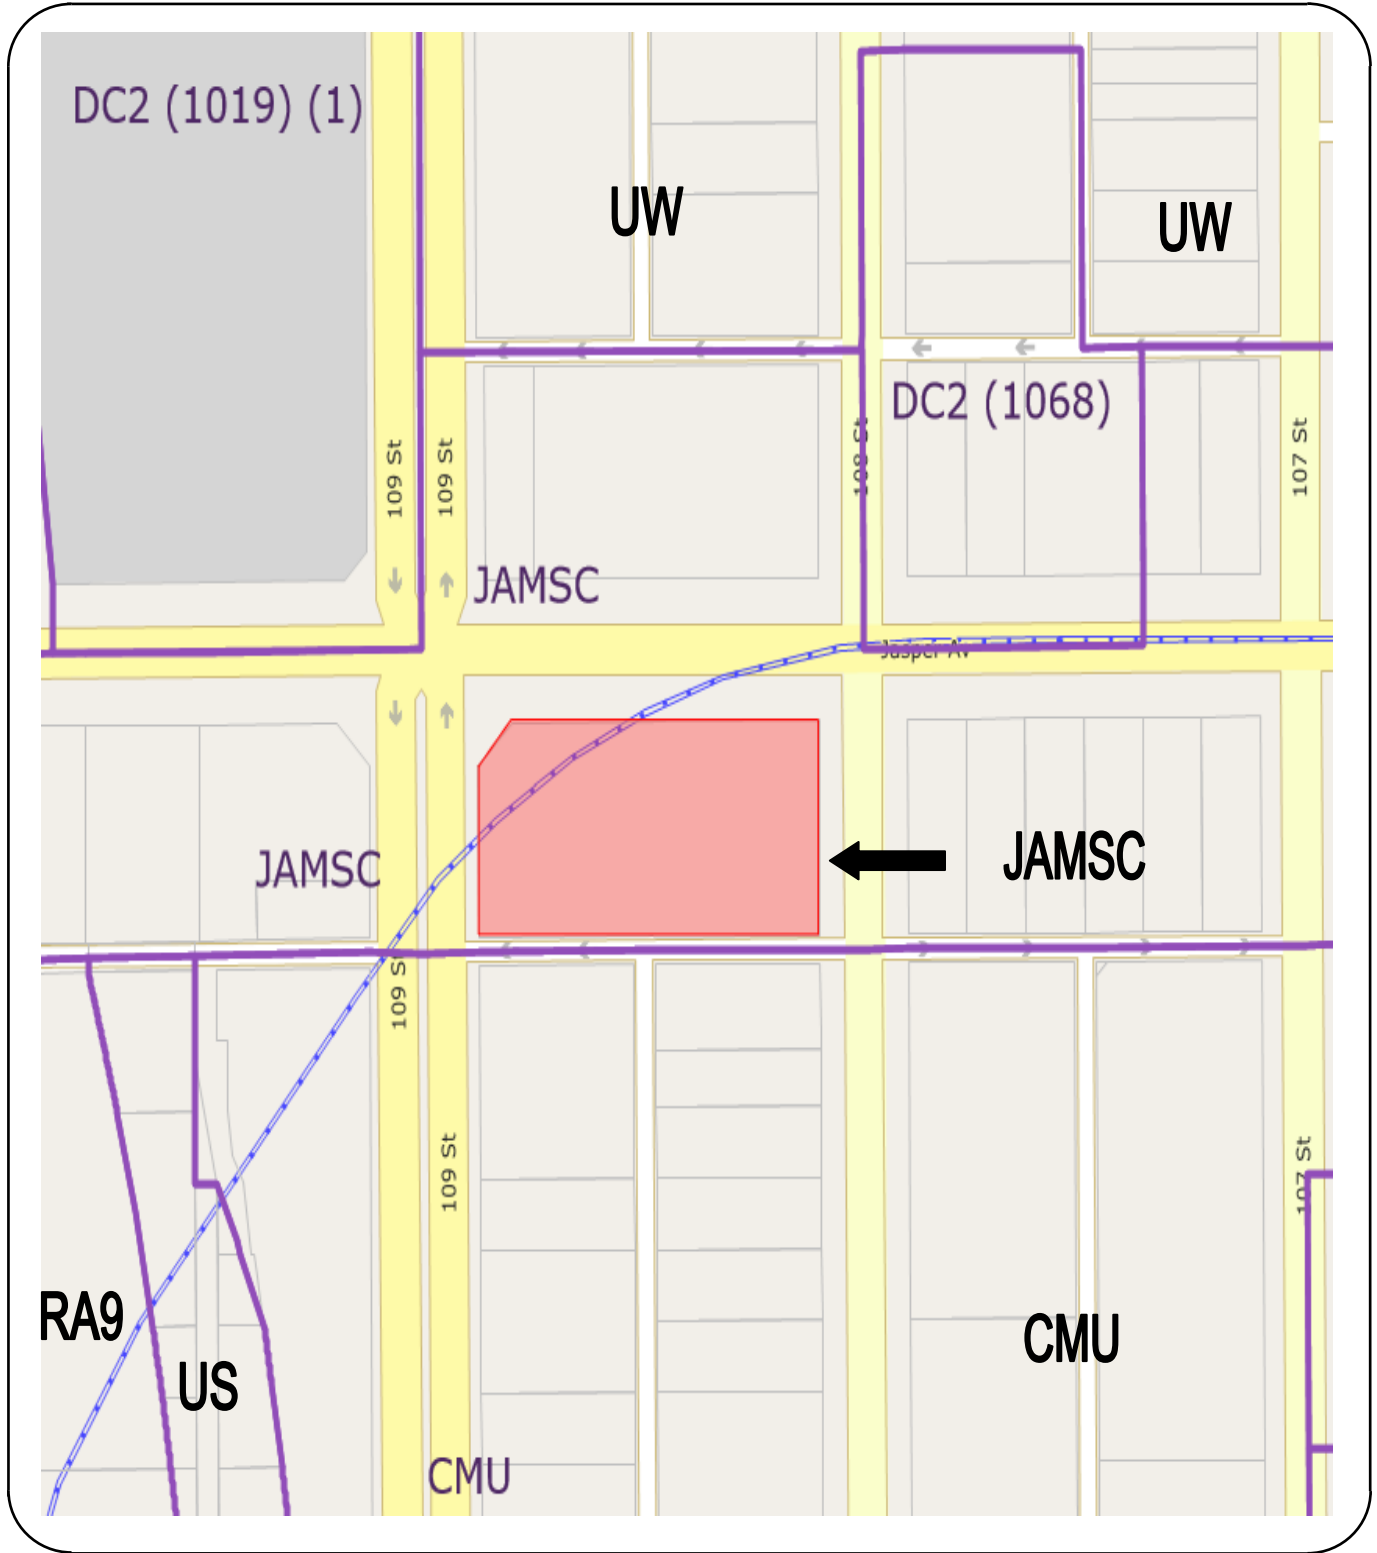 DC2 (1019) (1)
UW
UW
DC2 (1068)
109 St
109 St
108 St
107 St
JAMSC
Jasper Av
JAMSC
JAMSC
109 St
109 St
107 St
RA9
US
CMU
CMU